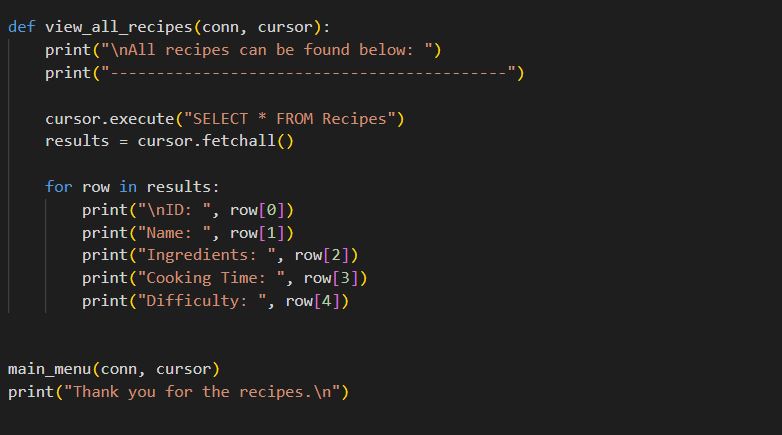 def view_all_recipes(conn, cursor):
    print("\nAll recipes can be found below: ")
    print("-------------------------------------------")

    cursor.execute("SELECT * FROM Recipes")
    results = cursor.fetchall()

    for row in results:
        print("\nID: ", row[0])
        print("Name: ", row[1])
        print("Ingredients: ", row[2])
        print("Cooking Time: ", row[3])
        print("Difficulty: ", row[4])


main_menu(conn, cursor)
print("Thank you for the recipes.\n")